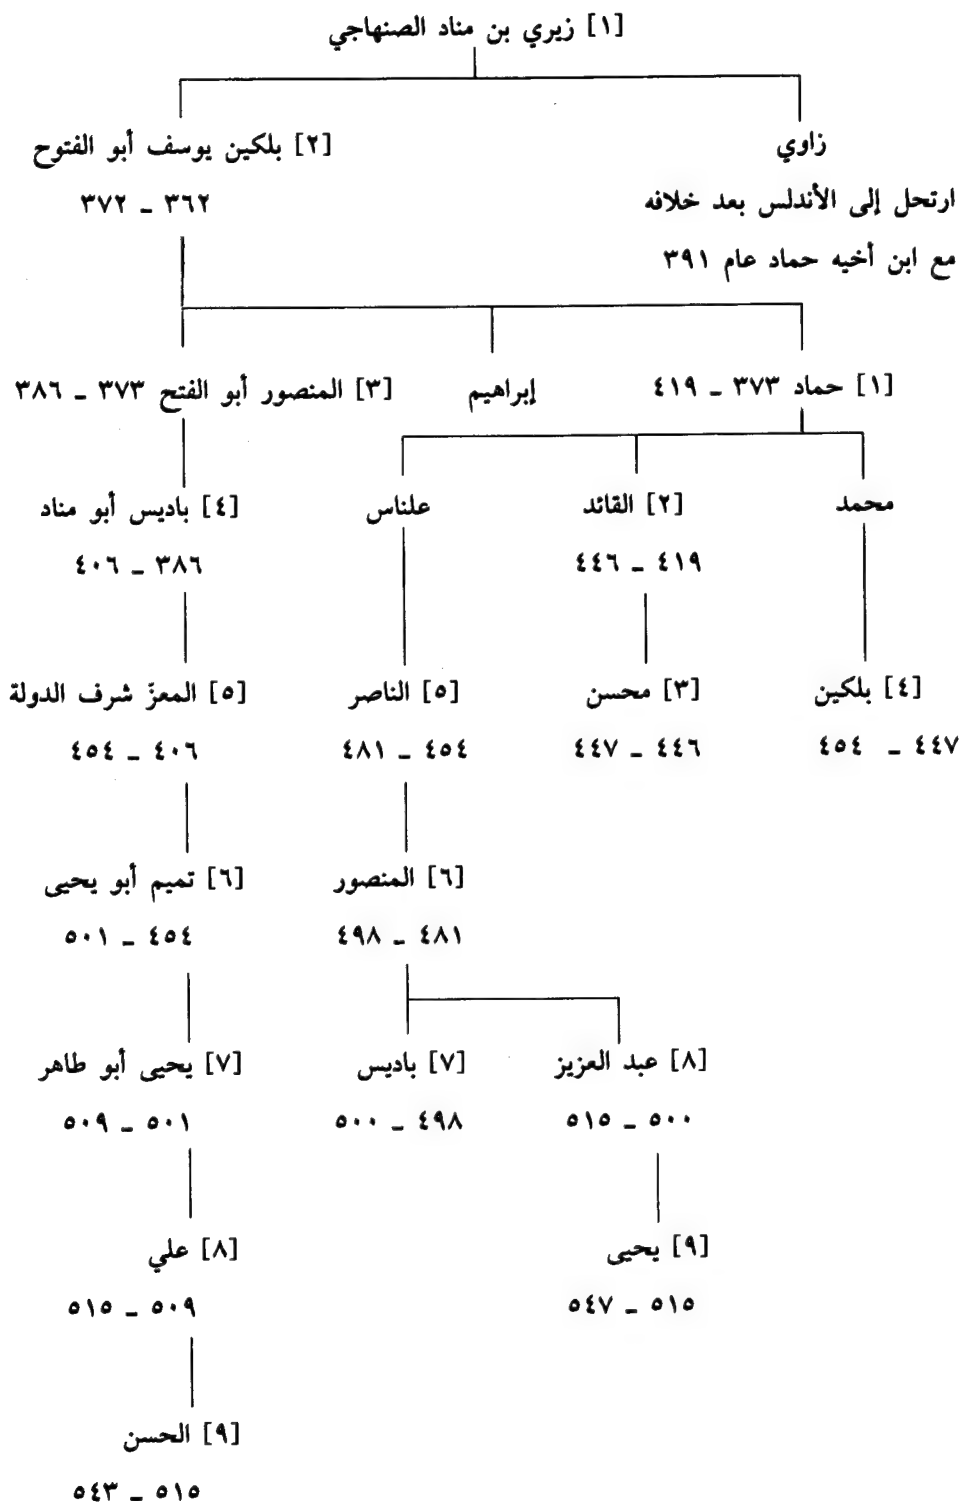 [١] زيري بن مناد الصنهاجي
زاوي
[٢] بلكين يوسف أبو الفتوح
ارتحل إلى الأندلس بعد خلافه
٣٦٢ – ٣٧٢
مع ابن أخيه حماد عام ٣٩١
[١] حماد ٣٧٣ – ٤١٩
إبراهيم
[٣] المنصور أبو الفتح ٣٧٣ – ٣٨٦
محمد
[٢] القائد
علناس
[٤] باديس أبو مناد
٤١٩ – ٤٤٦
٣٨٦ – ٤٠٦
[٤] بلكين
[٣] محسن
[٥] الناصر
[٥] المعزّ شرف الدولة
٤٤٧ – ٤٥٤
٤٤٦ – ٤٤٧
٤٥٤ – ٤٨١
٤٠٦ – ٤٥٤
[٦] المنصور
[٦] تميم أبو يحيى
٤٨١ – ٤٩٨
٤٥٤ – ٥٠١
[٨] عبد العزيز
[٧] باديس
[٧] يحيى أبو طاهر
٥٠٠ – ٥١٥
٤٩٨ – ٥٠٠
٥٠١ – ٥٠٩
[٩] يحيى
[٨] علي
٥١٥ – ٥٤٧
٥٠٩ – ٥١٥
[٩] الحسن
٥١٥ – ٥٤٣